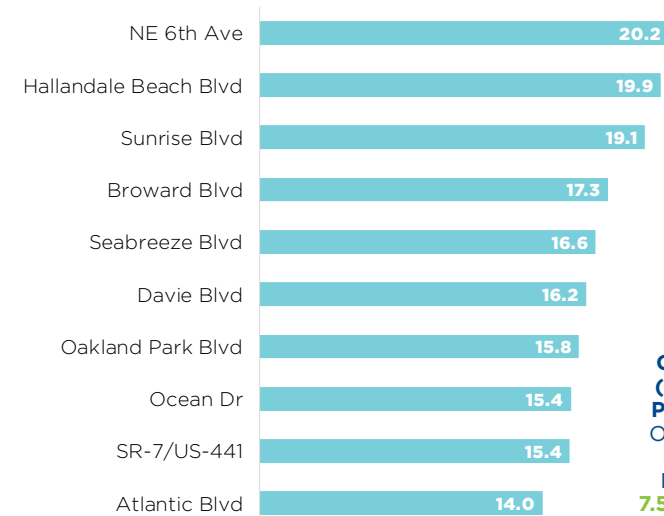 NE 6th Ave 20.2
Hallandale Beach Blvd 19.9
Sunrise Blvd 19.1
Broward Blvd 17.3
Seabreeze Blvd 16.6
Davie Blvd 16.2
Oakland Park Blvd 15.8
Ocean Dr 15.4
SR-7/US-441 15.4
Atlantic Blvd 14.0